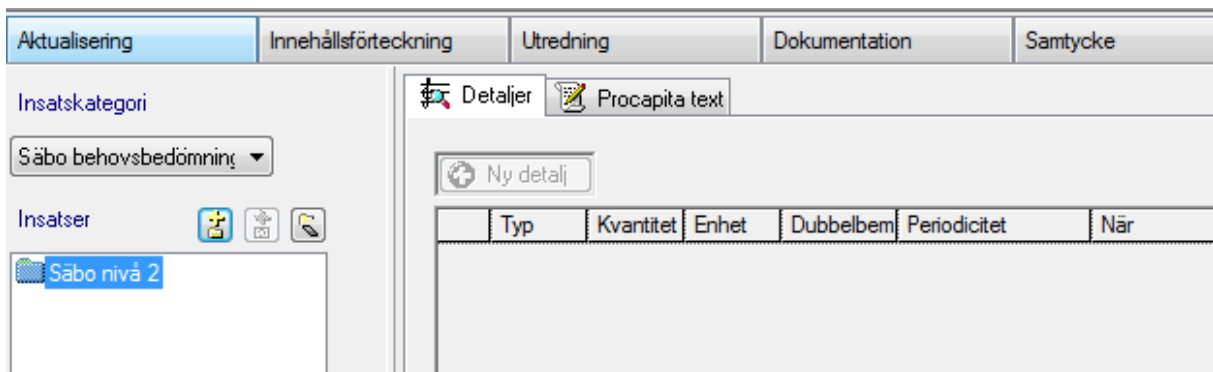 Aktualisering Innehållsförteckning Utredning Dokumentation Samtycke
Insatskategori
Säbo behovsbedömning
Insatser
Säbo nivå 2
Detaljer Procapita text
Ny detalj
Typ Kvantitet Enhet Dubbelbem Periodicitet När